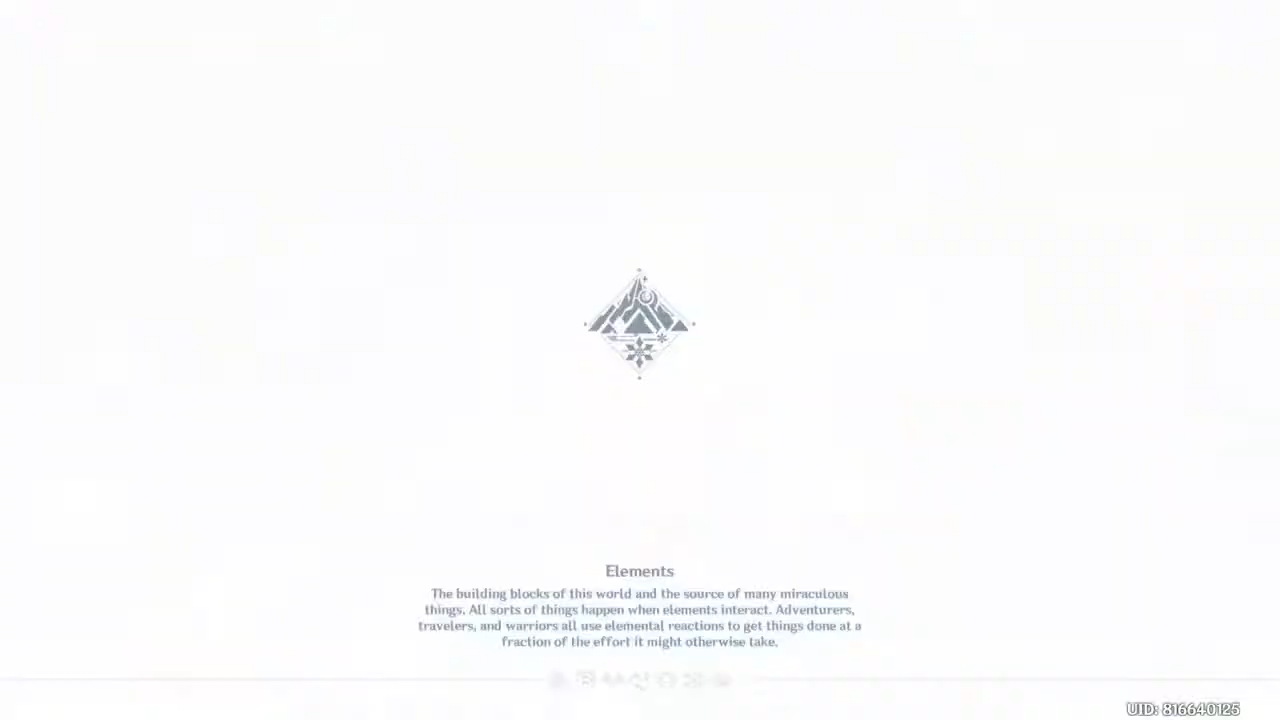 Elements
The building blocks of this world and the source of many miraculous
things. All sorts of things happen when elements interact. Adventurers,
travelers, and warriors all use elemental reactions to get things done at a
fraction of the effort it might otherwise take.
UID: 816640125